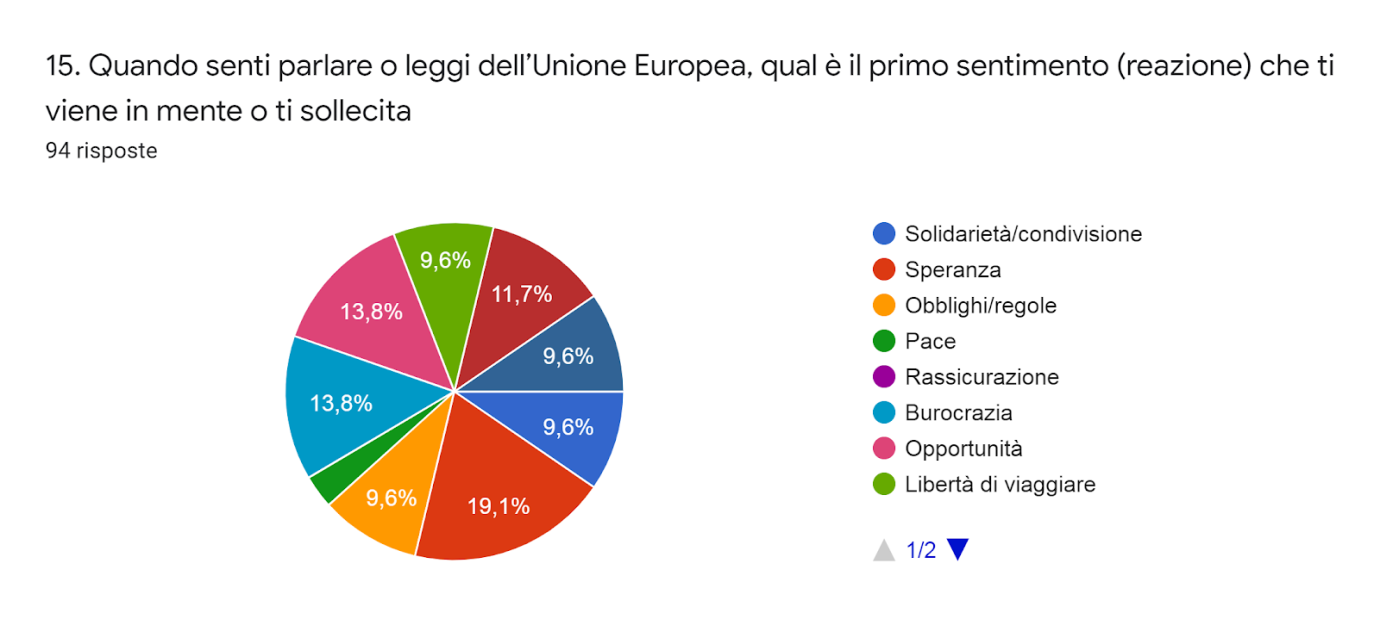 15. Quando senti parlare o leggi dell’Unione Europea, qual è il primo sentimento (reazione) che ti
viene in mente o ti sollecita
94 risposte
9,6%
11,7%
13,8%
9,6%
13,8%
9,6%
9,6%
19,1%
Solidarietà/condivisione
Speranza
Obblighi/regole
Pace
Rassicurazione
Burocrazia
Opportunità
Libertà di viaggiare
1/2